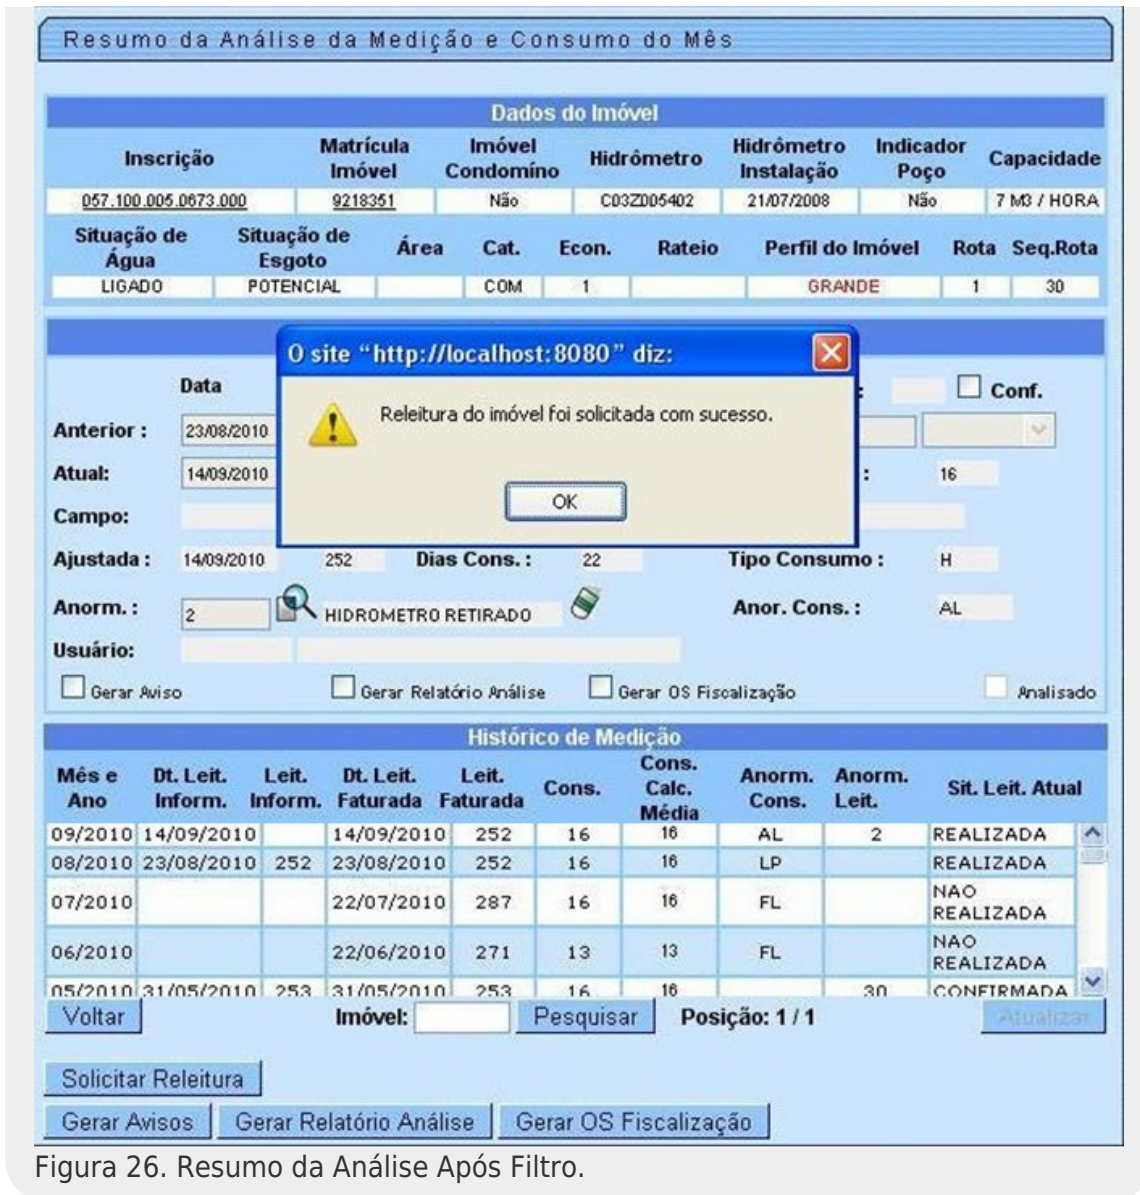 Resumo da Análise da Medição e Consumo do Mês
Dados do Imóvel
Inscrição Matrícula Imóvel Imóvel Condomíno Hidrômetro Hidrômetro Instalação Indicador Poço Capacidade
057.100.005.0673.000 9218351 Não C03Z005402 21/07/2008 Não 7 M3 / HORA
Situação de Água Situação de Esgoto Área Cat. Econ. Rateio Perfil do Imóvel Rota Seq.Rota
LIGADO POTENCIAL COM 1 GRANDE 1 30
O site “http://localhost:8080” diz:
Releitura do imóvel foi solicitada com sucesso.
OK
Data : Conf.
Anterior : 23/08/2010
Atual: 14/09/2010 : 16
Campo:
Ajustada : 14/09/2010 252 Dias Cons. : 22 Tipo Consumo : H
Anorm. : 2 HIDROMETRO RETIRADO Anor. Cons. : AL
Usuário:
Gerar Aviso Gerar Relatório Análise Gerar OS Fiscalização Analisado
Histórico de Medição
Mês e Ano Dt. Leit. Inform. Leit. Inform. Dt. Leit. Faturada Leit. Faturada Cons. Cons. Calc. Média Anorm. Cons. Anorm. Leit. Sit. Leit. Atual
09/2010 14/09/2010 14/09/2010 252 16 16 AL 2 REALIZADA
08/2010 23/08/2010 252 23/08/2010 252 16 16 LP REALIZADA
07/2010 22/07/2010 287 16 16 FL NAO REALIZADA
06/2010 22/06/2010 271 13 13 FL NAO REALIZADA
05/2010 31/05/2010 253 31/05/2010 253 16 16 30 CONFIRMADA
Voltar Imóvel: Pesquisar Posição: 1 / 1 Atualizar
Solicitar Releitura
Gerar Avisos Gerar Relatório Análise Gerar OS Fiscalização
Figura 26. Resumo da Análise Após Filtro.